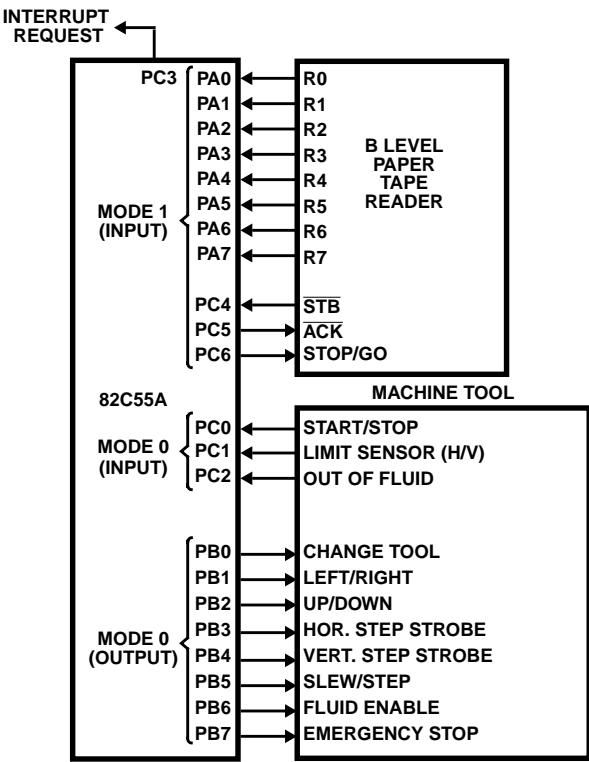 INTERRUPT
REQUEST
PC3
PA0
R0
PA1
R1
PA2
R2
PA3
R3
PA4
R4
PA5
R5
PA6
R6
PA7
R7
B LEVEL
PAPER
TAPE
READER
MODE 1
(INPUT)
PC4
STB
PC5
ACK
PC6
STOP/GO
82C55A
MACHINE TOOL
MODE 0
(INPUT)
PC0
START/STOP
PC1
LIMIT SENSOR (H/V)
PC2
OUT OF FLUID
MODE 0
(OUTPUT)
PB0
CHANGE TOOL
PB1
LEFT/RIGHT
PB2
UP/DOWN
PB3
HOR. STEP STROBE
PB4
VERT. STEP STROBE
PB5
SLEW/STEP
PB6
FLUID ENABLE
PB7
EMERGENCY STOP